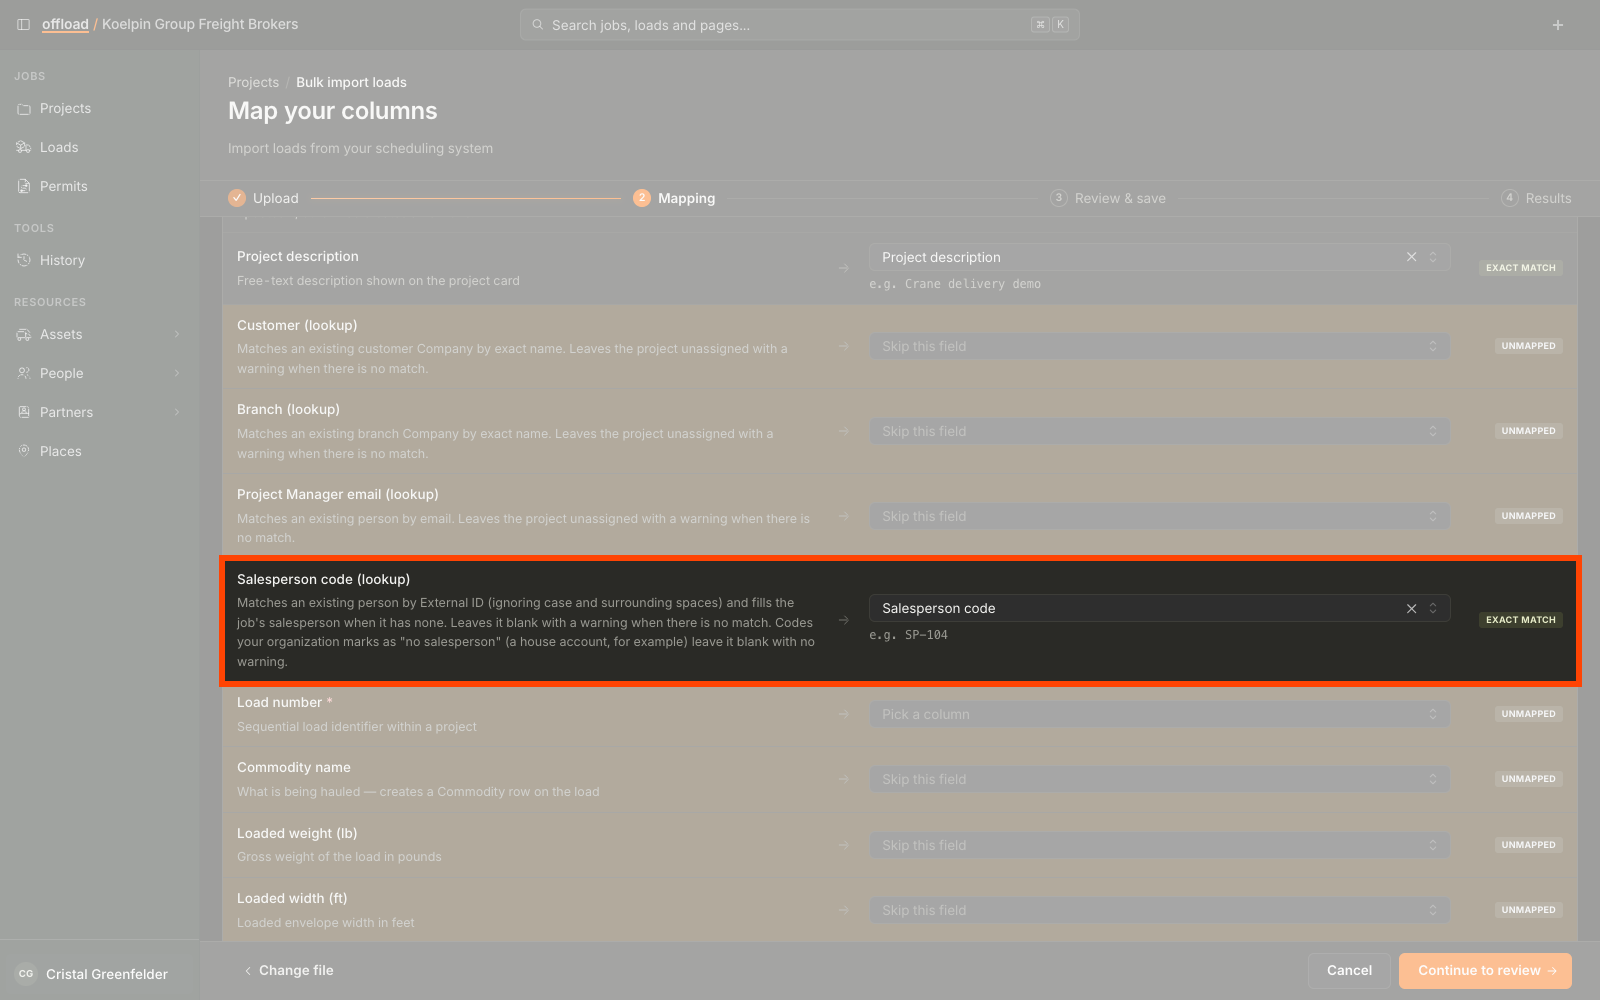 offload / Koelpin Group Freight Brokers
Search jobs, loads and pages...
⌘ K
JOBS
Projects
Loads
Permits
TOOLS
History
RESOURCES
Assets
People
Partners
Places
CG Cristal Greenfelder
Projects / Bulk import loads
Map your columns
Import loads from your scheduling system
Upload
2 Mapping
3 Review & save
4 Results
Project description
Free-text description shown on the project card
Project description
e.g. Crane delivery demo
EXACT MATCH
Customer (lookup)
Matches an existing customer Company by exact name. Leaves the project unassigned with a
warning when there is no match.
Skip this field
UNMAPPED
Branch (lookup)
Matches an existing branch Company by exact name. Leaves the project unassigned with a
warning when there is no match.
Skip this field
UNMAPPED
Project Manager email (lookup)
Matches an existing person by email. Leaves the project unassigned with a warning when there is
no match.
Skip this field
UNMAPPED
Salesperson code (lookup)
Matches an existing person by External ID (ignoring case and surrounding spaces) and fills the
job's salesperson when it has none. Leaves it blank with a warning when there is no match. Codes
your organization marks as "no salesperson" (a house account, for example) leave it blank with no
warning.
Salesperson code
e.g. SP-104
EXACT MATCH
Load number *
Sequential load identifier within a project
Pick a column
UNMAPPED
Commodity name
What is being hauled — creates a Commodity row on the load
Skip this field
UNMAPPED
Loaded weight (lb)
Gross weight of the load in pounds
Skip this field
UNMAPPED
Loaded width (ft)
Loaded envelope width in feet
Skip this field
UNMAPPED
Change file
Cancel
Continue to review →